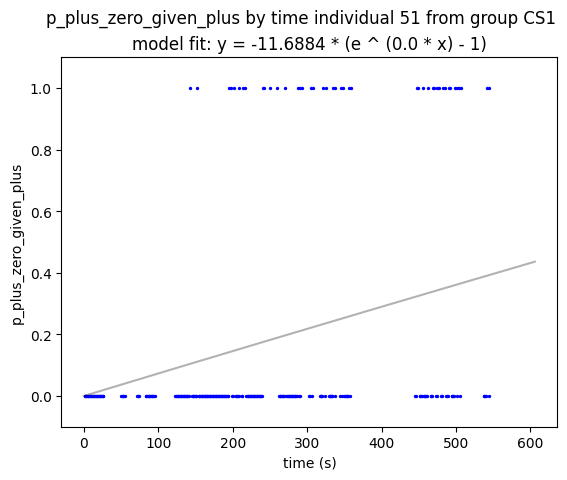 p_plus_zero_given_plus by time individual 51 from group CS1
model fit: y = -11.6884 * (e ^ (0.0 * x) - 1)
1.0
0.8
0.6
0.4
0.2
0.0
p_plus_zero_given_plus
0 100 200 300 400 500 600
time (s)